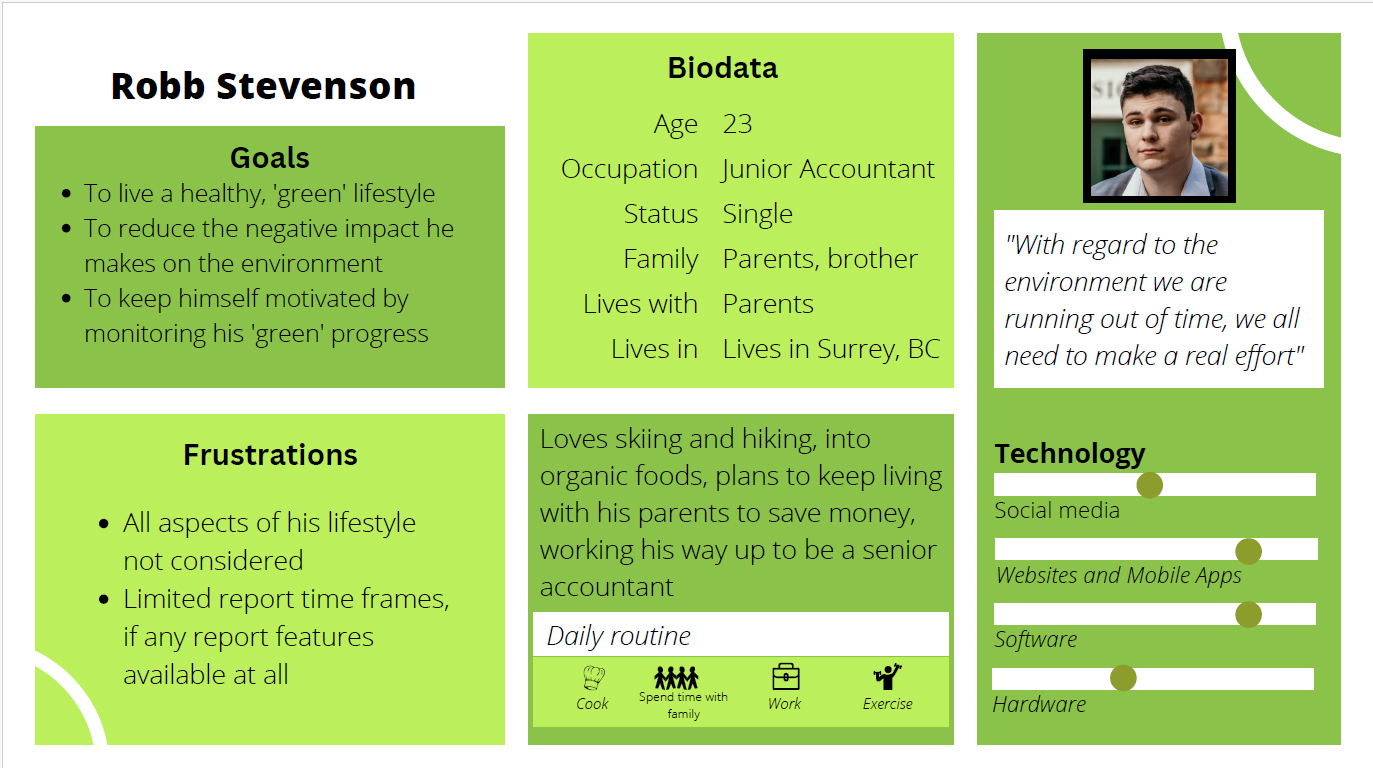 Robb Stevenson
Goals
• To live a healthy, 'green' lifestyle
• To reduce the negative impact he
makes on the environment
• To keep himself motivated by
monitoring his 'green' progress
Frustrations
• All aspects of his lifestyle
not considered
• Limited report time frames,
if any report features
available at all
Biodata
Age 23
Occupation Junior Accountant
Status Single
Family Parents, brother
Lives with Parents
Lives in Lives in Surrey, BC
Loves skiing and hiking, into
organic foods, plans to keep living
with his parents to save money,
working his way up to be a senior
accountant
Daily routine
Cook
Spend time with
family
Work
Exercise
"With regard to the
environment we are
running out of time, we all
need to make a real effort"
Technology
Social media
Websites and Mobile Apps
Software
Hardware